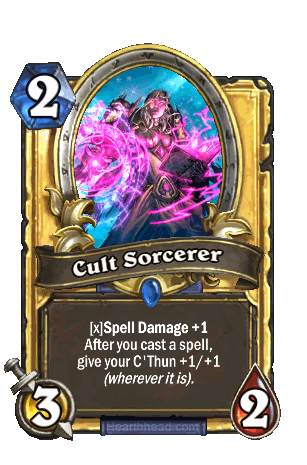 2
Cult Sorcerer
[x]Spell Damage +1
After you cast a spell,
give your C'Thun +1/+1
(wherever it is).
3
2
Hearthhead.com